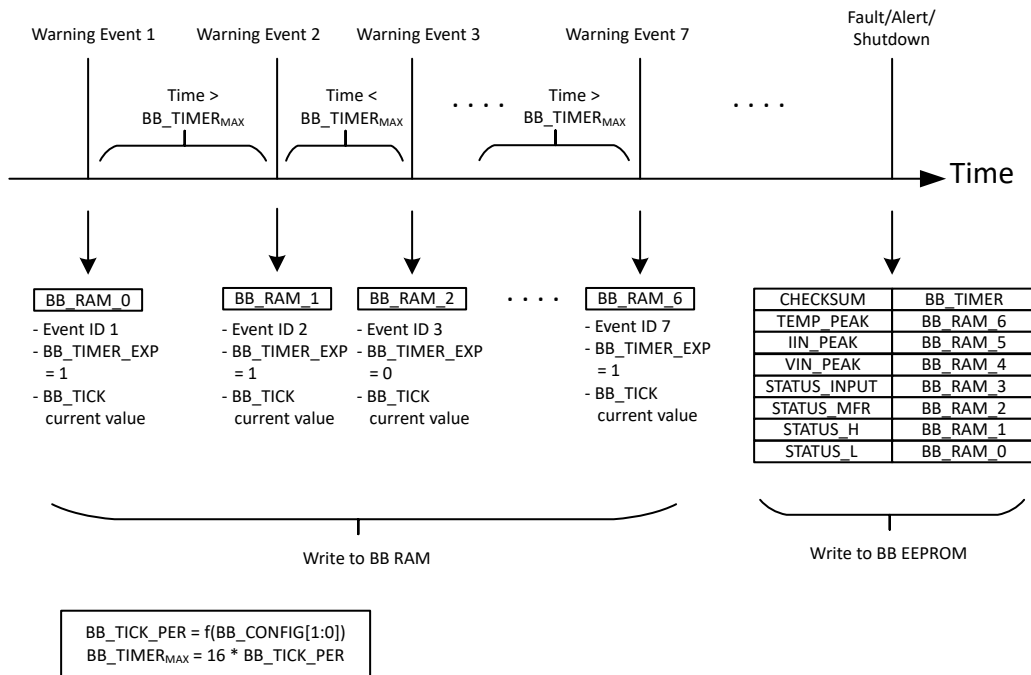 Warning Event 1
Warning Event 2
Warning Event 3
Warning Event 7
Fault/Alert/
Shutdown
Time >
BB_TIMERMAX
Time <
BB_TIMERMAX
. . . .
Time >
BB_TIMERMAX
. . . .
Time
BB_RAM_0
- Event ID 1
- BB_TIMER_EXP
= 1
- BB_TICK
current value
BB_RAM_1
- Event ID 2
- BB_TIMER_EXP
= 1
- BB_TICK
current value
BB_RAM_2
- Event ID 3
- BB_TIMER_EXP
= 0
- BB_TICK
current value
. . . .
BB_RAM_6
- Event ID 7
- BB_TIMER_EXP
= 1
- BB_TICK
current value
CHECKSUM BB_TIMER
TEMP_PEAK BB_RAM_6
IIN_PEAK BB_RAM_5
VIN_PEAK BB_RAM_4
STATUS_INPUT BB_RAM_3
STATUS_MFR BB_RAM_2
STATUS_H BB_RAM_1
STATUS_L BB_RAM_0
Write to BB RAM
Write to BB EEPROM
BB_TICK_PER = f(BB_CONFIG[1:0])
BB_TIMERMAX = 16 * BB_TICK_PER